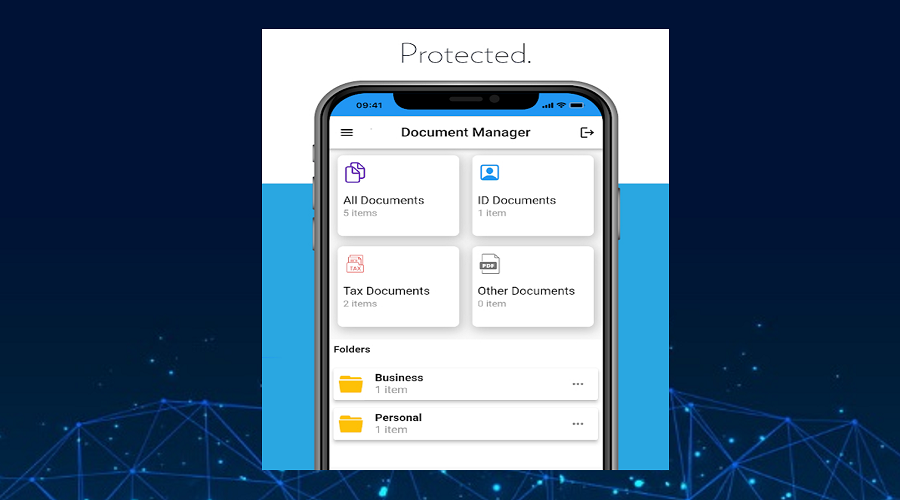 Protected.
09:41
Document Manager
All Documents
5 items
ID Documents
1 item
TAX
Tax Documents
2 items
PDF
Other Documents
0 item
Folders
Business
1 item
Personal
1 item